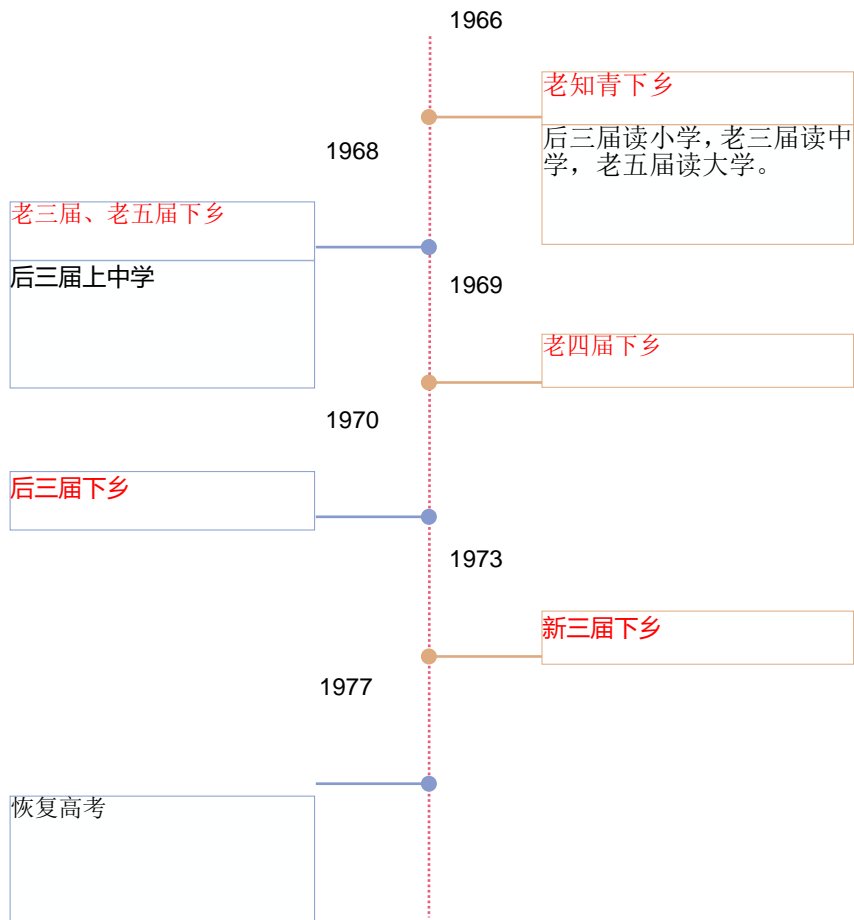 1966
老知青下乡
后三届读小学，老三届读中
学，老五届读大学。
1968
老三届、老五届下乡
后三届上中学
1969
老四届下乡
1970
后三届下乡
1973
新三届下乡
1977
恢复高考